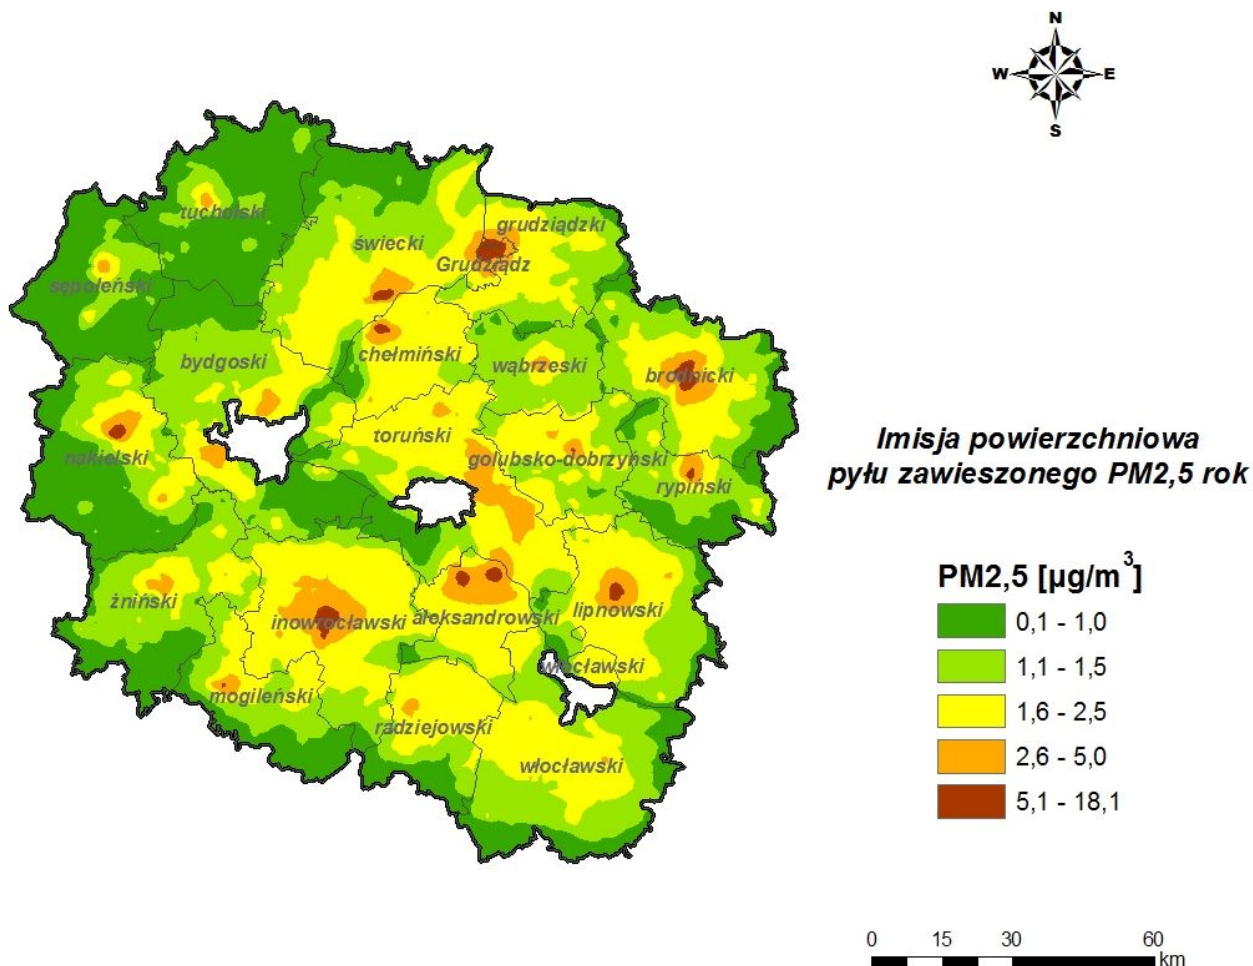 N
W E
S
tucholski
grudziądzki
świecki
Grudziądz
sępoleński
chełmiński
bydgoski
wąbrzeski
brodnicki
toruński
nakielski
golubsko-dobrzyński
rypiński
Imisja powierzchniowa
pyłu zawieszonego PM2,5 rok
PM2,5 [µg/m³]
0,1 - 1,0
1,1 - 1,5
1,6 - 2,5
2,6 - 5,0
5,1 - 18,1
żniński
inowrocławski
aleksandrowski
lipnowski
włocławski
mogileński
radziejowski
włocławski
0 15 30 60
km